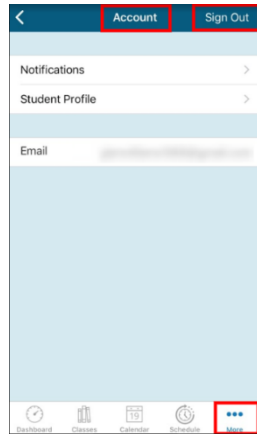 Account Sign Out
Notifications
Student Profile
Email
19
Dashboard Classes Calendar Schedule More